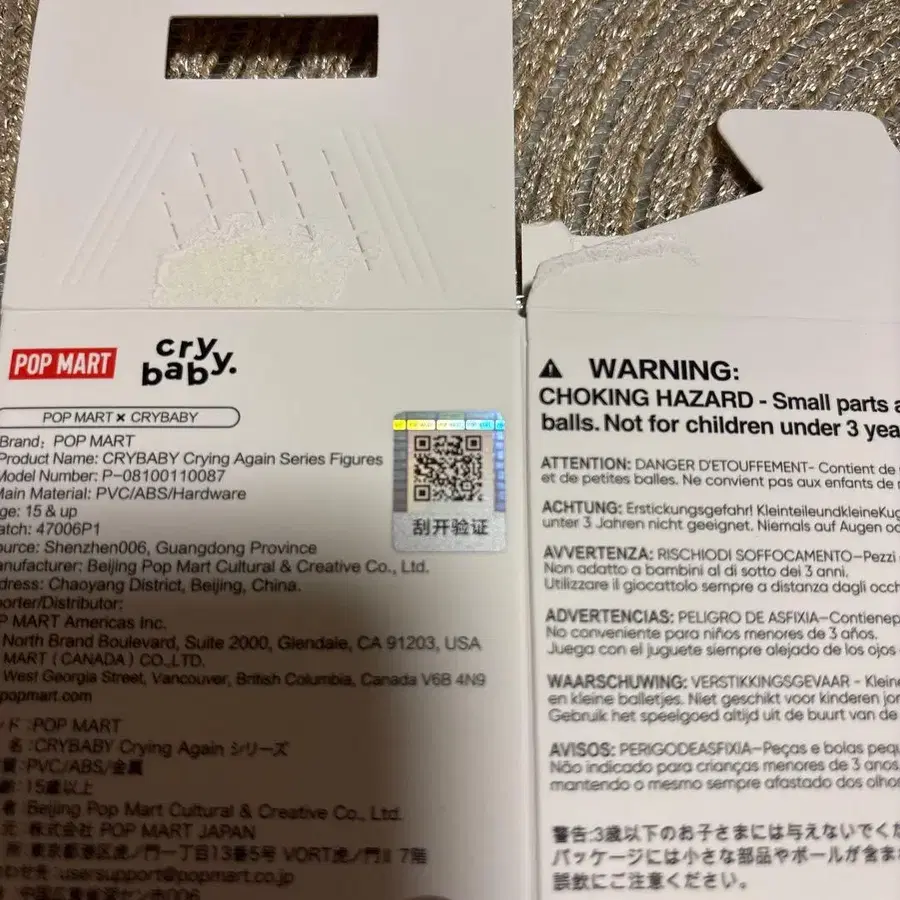 POP MART
cry
baby.
POP MART × CRYBABY
Brand: POP MART
Product Name: CRYBABY Crying Again Series Figures
Model Number: P-08100110087
Main Material: PVC/ABS/Hardware
ge: 15 & up
atch: 47006P1
ource: Shenzhen006, Guangdong Province
anufacturer: Beijing Pop Mart Cultural & Creative Co., Ltd.
dress: Chaoyang District, Beijing, China.
porter/Distributor:
P MART Americas Inc.
North Brand Boulevard, Suite 2000, Glendale, CA 91203, USA
MART (CANADA) CO.,LTD.
West Georgia Street, Vancouver, British Columbia, Canada V6B 4N9
popmart.com
ンド:POP MART
名:CRYBABY Crying Again シリーズ
質:PVC/ABS/金属
齢:15歳以上
者:Beijing Pop Mart Cultural & Creative Co., Ltd.
元:株式会社 POP MART JAPAN
所:東京都港区虎ノ門一丁目13番5号 VORT虎ノ門II 7階
わせ先:usersupport@popmart.co.jp
刮开验证
WARNING:
CHOKING HAZARD - Small parts a
balls. Not for children under 3 yea
ATTENTION: DANGER D'ETOUFFEMENT- Contient de
et de petites balles. Ne convient pas aux enfants de
ACHTUNG: Erstickungsgefahr! KleinteileundkleineKug
unter 3 Jahren nicht geeignet. Niemals auf Augen od
AVVERTENZA: RISCHIODI SOFFOCAMENTO-Pezzi
Non adatto a bambini al di sotto dei 3 anni.
Utilizzare il giocattolo sempre a distanza dagli occh
ADVERTENCIAS: PELIGRO DE ASFIXIA-Contienep
No conveniente para niños menores de 3 años.
Juega con el juguete siempre alejado de los ojos
WAARSCHUWING: VERSTIKKINGSGEVAAR - Kleine
en kleine balletjes. Niet geschikt voor kinderen jon
Gebruik het speelgoed altijd uit de buurt van de
AVISOS: PERIGODEASFIXIA-Peças e bolas pequ
Não indicado para crianças menores de 3 anos.
mantendo o mesmo sempre afastado dos olhos
警告:3歳以下のお子さまには与えないでくだ
パッケージには小さな部品やボールが含ま
誤飲にご注意ください。